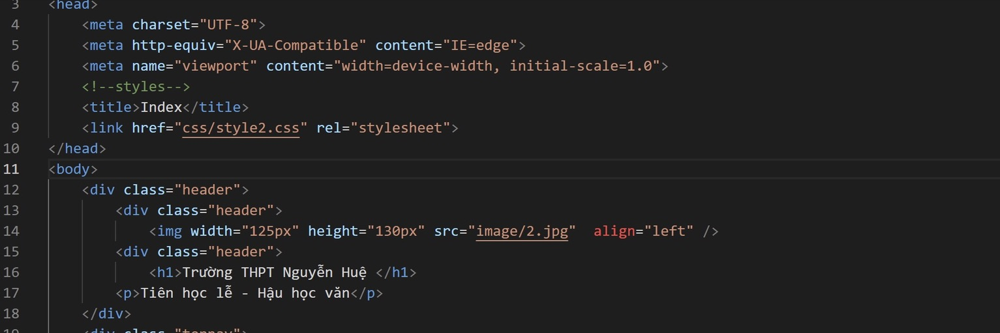 3 <head>
4 <meta charset="UTF-8">
5 <meta http-equiv="X-UA-Compatible" content="IE=edge">
6 <meta name="viewport" content="width=device-width, initial-scale=1.0">
7 <!--styles-->
8 <title>Index</title>
9 <link href="css/style2.css" rel="stylesheet">
10 </head>
11 <body>
12 <div class="header">
13 <div class="header">
14 <img width="125px" height="130px" src="image/2.jpg"  align="left" />
15 <div class="header">
16 <h1>Trường THPT Nguyễn Huệ </h1>
17 <p>Tiên học lễ - Hậu học văn</p>
18 </div>
19 <div class="topnav">